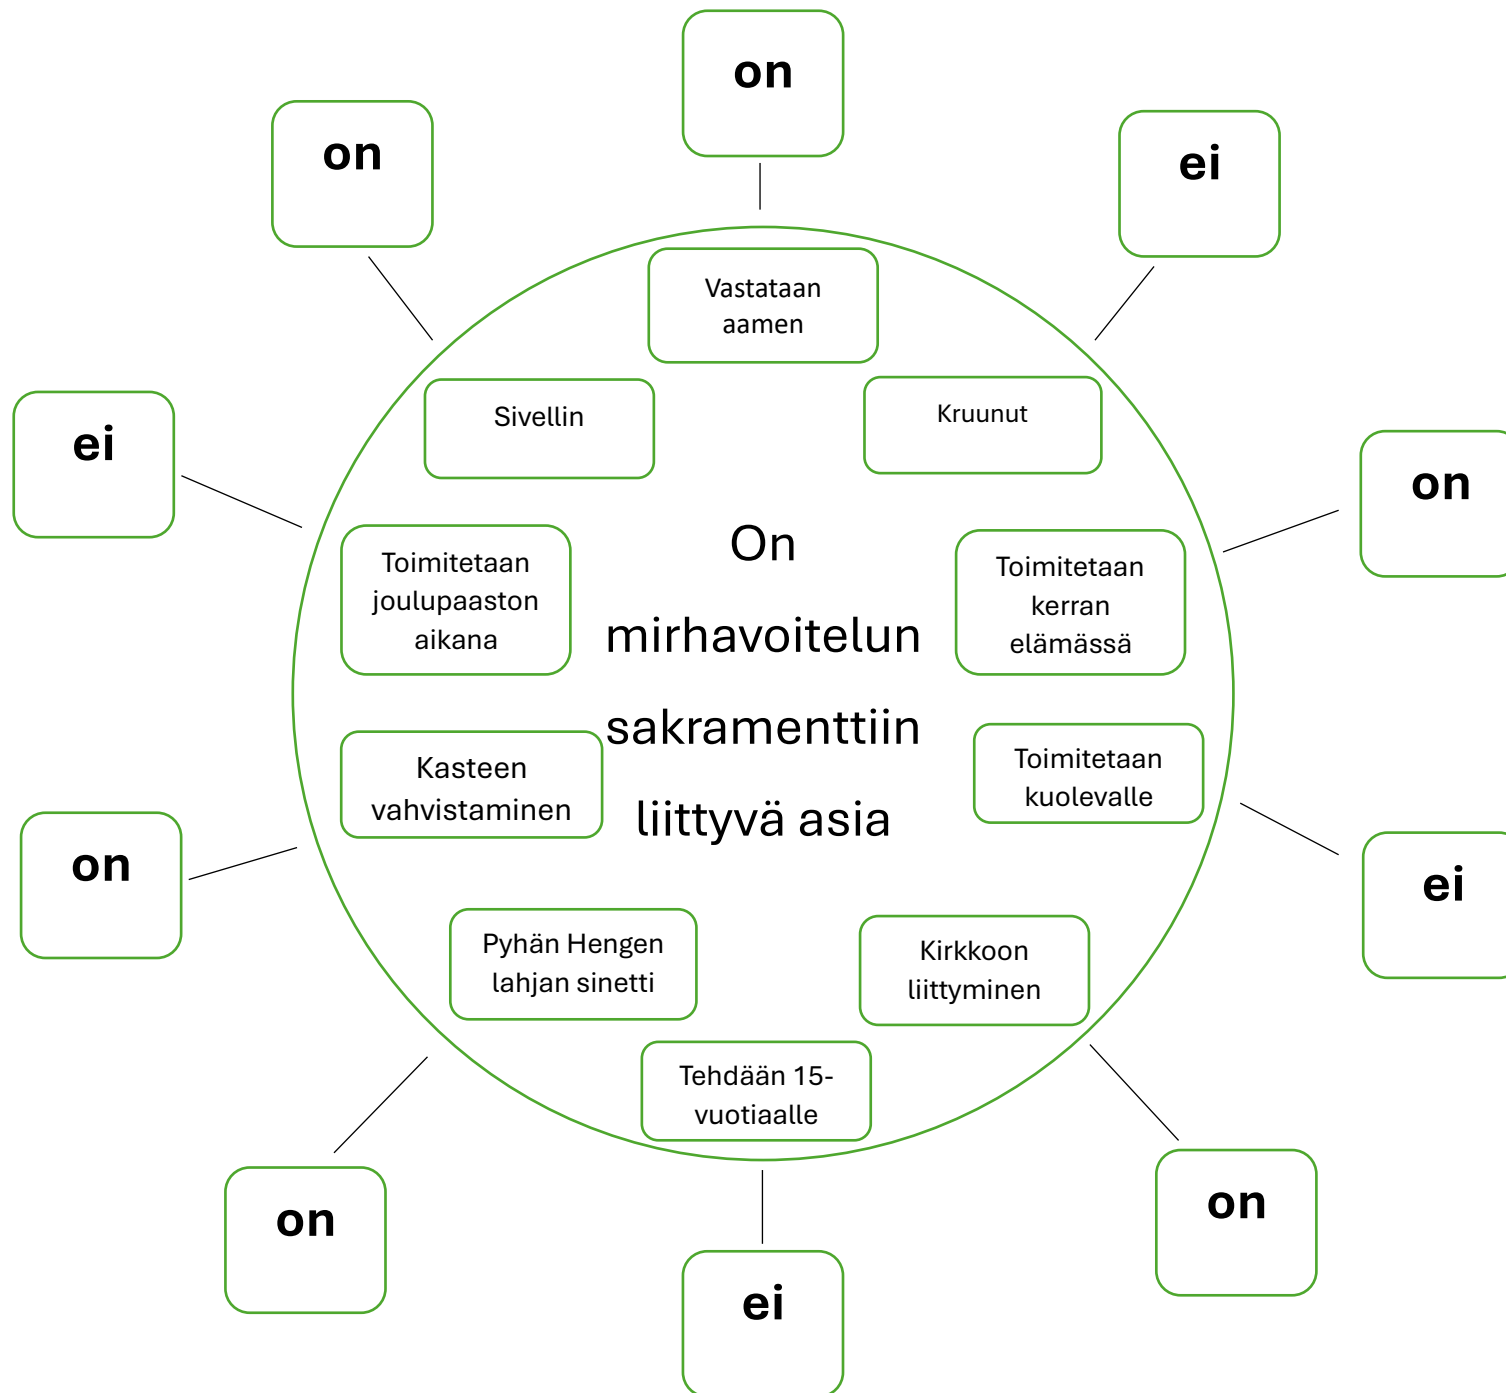 on
on
ei
Vastataan
aamen
Sivellin
Kruunut
ei
on
On
mirhavoitelun
sakramenttiin
liittyvä asia
Toimitetaan
joulupaaston
aikana
Toimitetaan
kerran
elämässä
Kasteen
vahvistaminen
Toimitetaan
kuolevalle
on
ei
Pyhän Hengen
lahjan sinetti
Kirkkoon
liittyminen
Tehdään 15-
vuotiaalle
on
on
ei